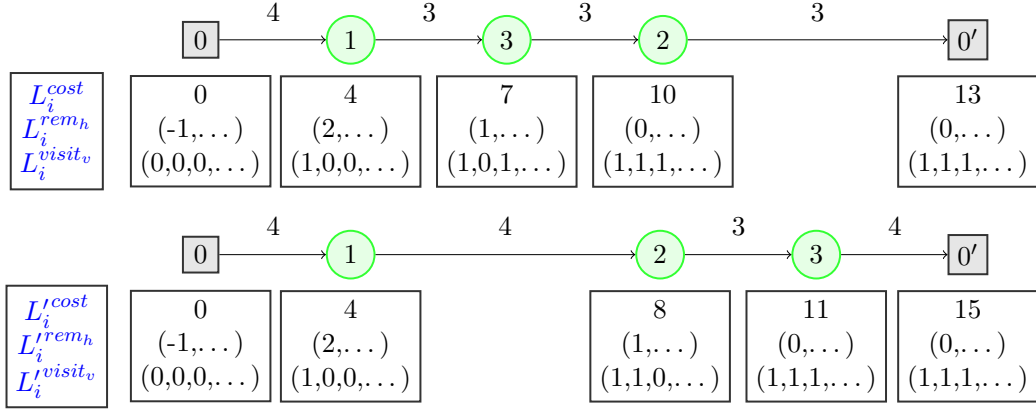 4 3 3 3
0 1 3 2 0′
L_i^{cost} 0 4 7 10 13
L_i^{rem_h} (-1,...) (2,...) (1,...) (0,...) (0,...)
L_i^{visit_v} (0,0,0,...) (1,0,0,...) (1,0,1,...) (1,1,1,...) (1,1,1,...)
4 4 3 4
0 1 2 3 0′
L′_i^{cost} 0 4 8 11 15
L′_i^{rem_h} (-1,...) (2,...) (1,...) (0,...) (0,...)
L′_i^{visit_v} (0,0,0,...) (1,0,0,...) (1,1,0,...) (1,1,1,...) (1,1,1,...)